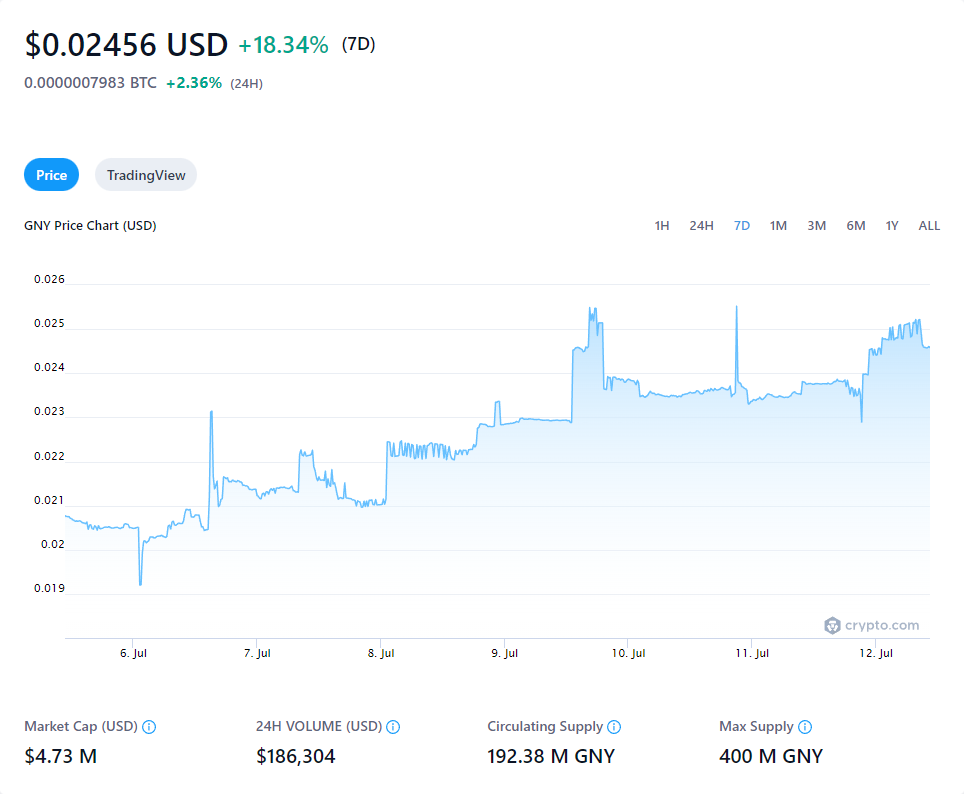 $0.02456 USD +18.34% (7D)
0.0000007983 BTC +2.36% (24H)
Price TradingView
GNY Price Chart (USD) 1H 24H 7D 1M 3M 6M 1Y ALL
0.026
0.025
0.024
0.023
0.022
0.021
0.02
0.019
crypto.com
6. Jul 7. Jul 8. Jul 9. Jul 10. Jul 11. Jul 12. Jul
Market Cap (USD) 24H VOLUME (USD) Circulating Supply Max Supply
$4.73 M $186,304 192.38 M GNY 400 M GNY